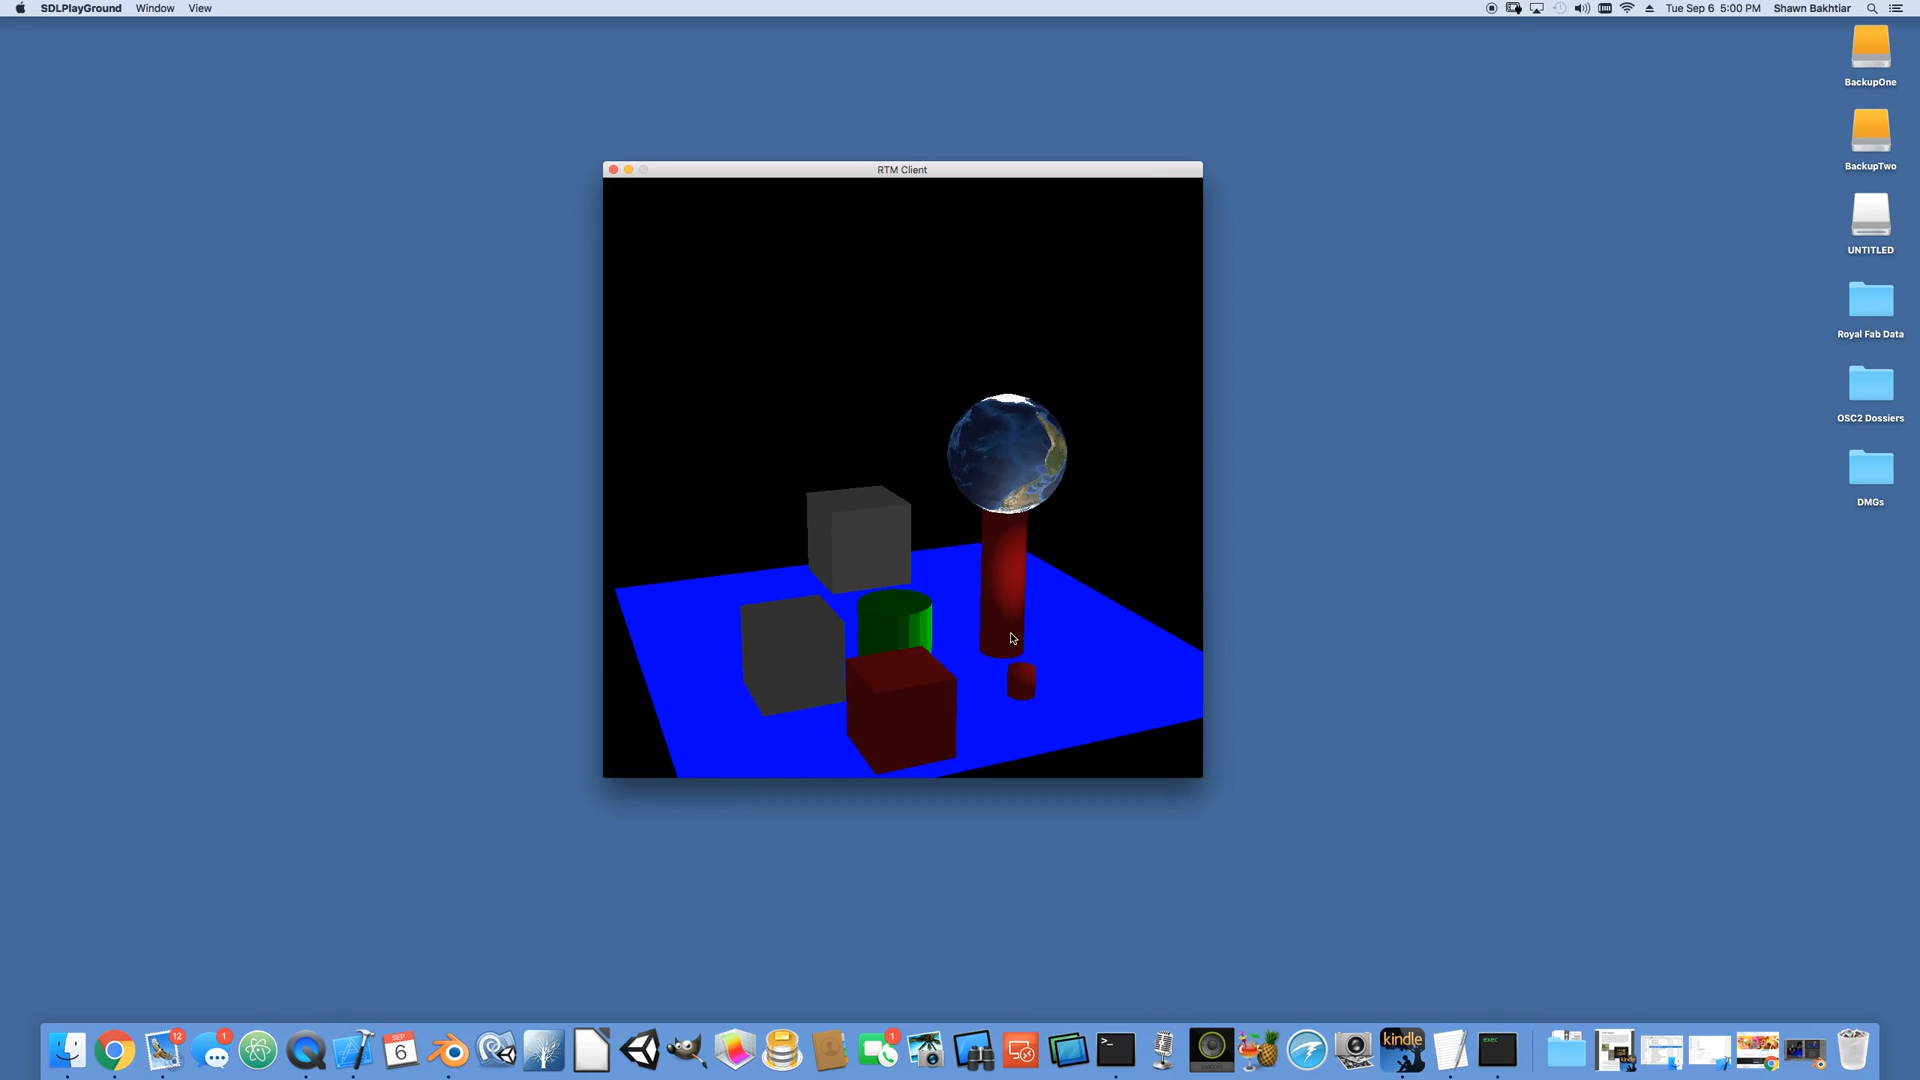 SDLPlayGround Window View
Tue Sep 6 5:00 PM Shawn Bakhtiar
BackupOne
BackupTwo
UNTITLED
Royal Fab Data
OSC2 Dossiers
DMGs
RTM Client
12
1
SEP
6
1
>_
kindle
exec